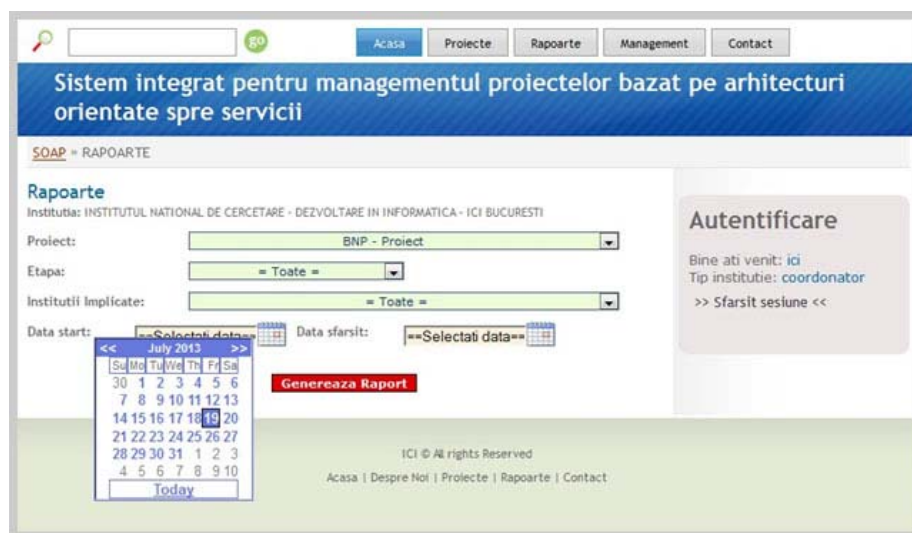 go
Acasa Proiecte Rapoarte Management Contact
Sistem integrat pentru managementul proiectelor bazat pe arhitecturi
orientate spre servicii
SOAP » RAPOARTE
Rapoarte
Institutia: INSTITUTUL NATIONAL DE CERCETARE - DEZVOLTARE IN INFORMATICA - ICI BUCURESTI
Proiect: BNP - Proiect
Etapa: = Toate =
Institutii Implicate: = Toate =
Data start: ==Selectati data== Data sfarsit: ==Selectati data==
<< July 2013 >>
Su Mo Tu We Th Fr Sa
30 1 2 3 4 5 6
7 8 9 10 11 12 13
14 15 16 17 18 19 20
21 22 23 24 25 26 27
28 29 30 31 1 2 3
4 5 6 7 8 9 10
Today
Genereaza Raport
Autentificare
Bine ati venit: ici
Tip institutie: coordonator
>> Sfarsit sesiune <<
ICI © All rights Reserved
Acasa | Despre Noi | Proiecte | Rapoarte | Contact